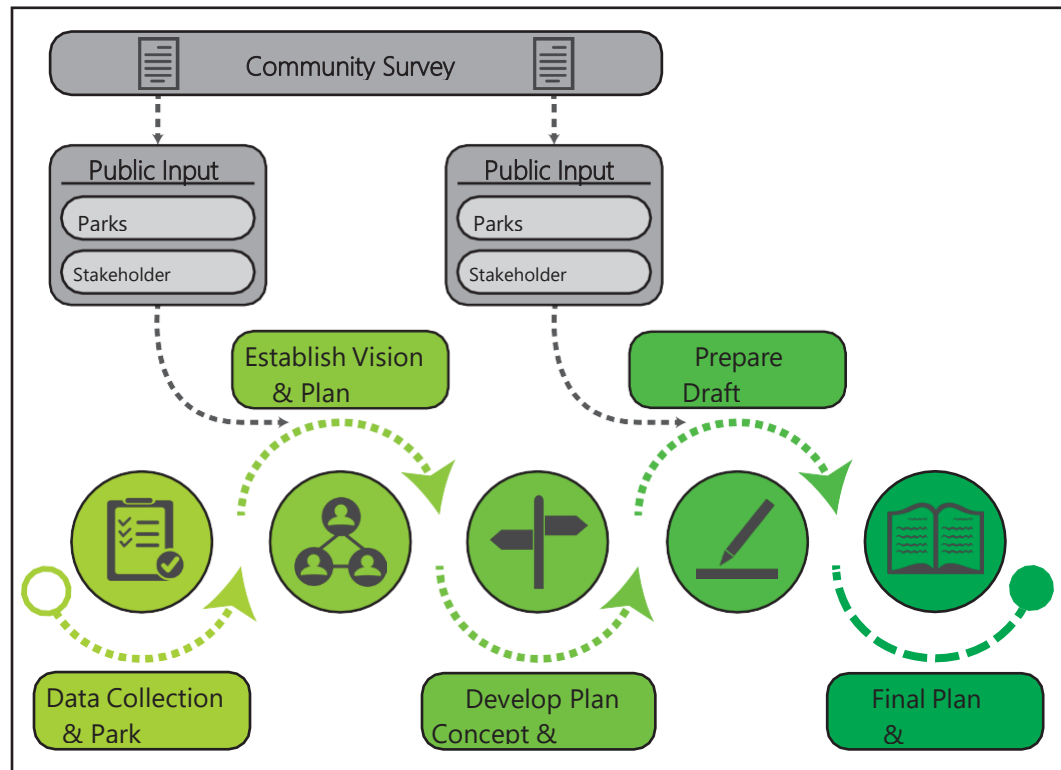 Community Survey
Public Input
Parks
Stakeholder
Public Input
Parks
Stakeholder
Establish Vision
& Plan
Prepare
Draft
Data Collection
& Park
Develop Plan
Concept &
Final Plan
&